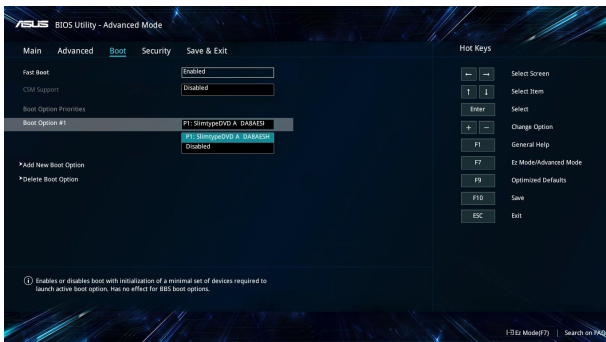 ASUS BIOS Utility - Advanced Mode
Main Advanced Boot Security Save & Exit
Hot Keys
Fast Boot Enabled
CSM Support Disabled
Boot Option Priorities
Boot Option #1 P1: SlimtypeDVD A DA8AESH
P1: SlimtypeDVD A DA8AESH
Disabled
>Add New Boot Option
>Delete Boot Option
← → Select Screen
↑ ↓ Select Item
Enter Select
+ − Change Option
F1 General Help
F7 Ez Mode/Advanced Mode
F9 Optimized Defaults
F10 Save
ESC Exit
Enables or disables boot with initialization of a minimal set of devices required to
launch active boot option. Has no effect for BBS boot options.
Ez Mode(F7) | Search on FAQ